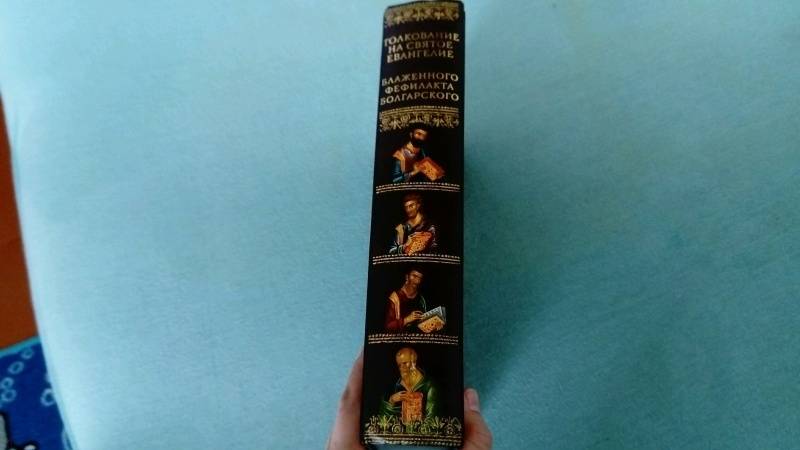 ТОЛКОВАНИЕ
НА СВЯТОЕ
ЕВАНГЕЛИЕ
БЛАЖЕННОГО
ФЕФИЛАКТА
БОЛГАРСКОГО